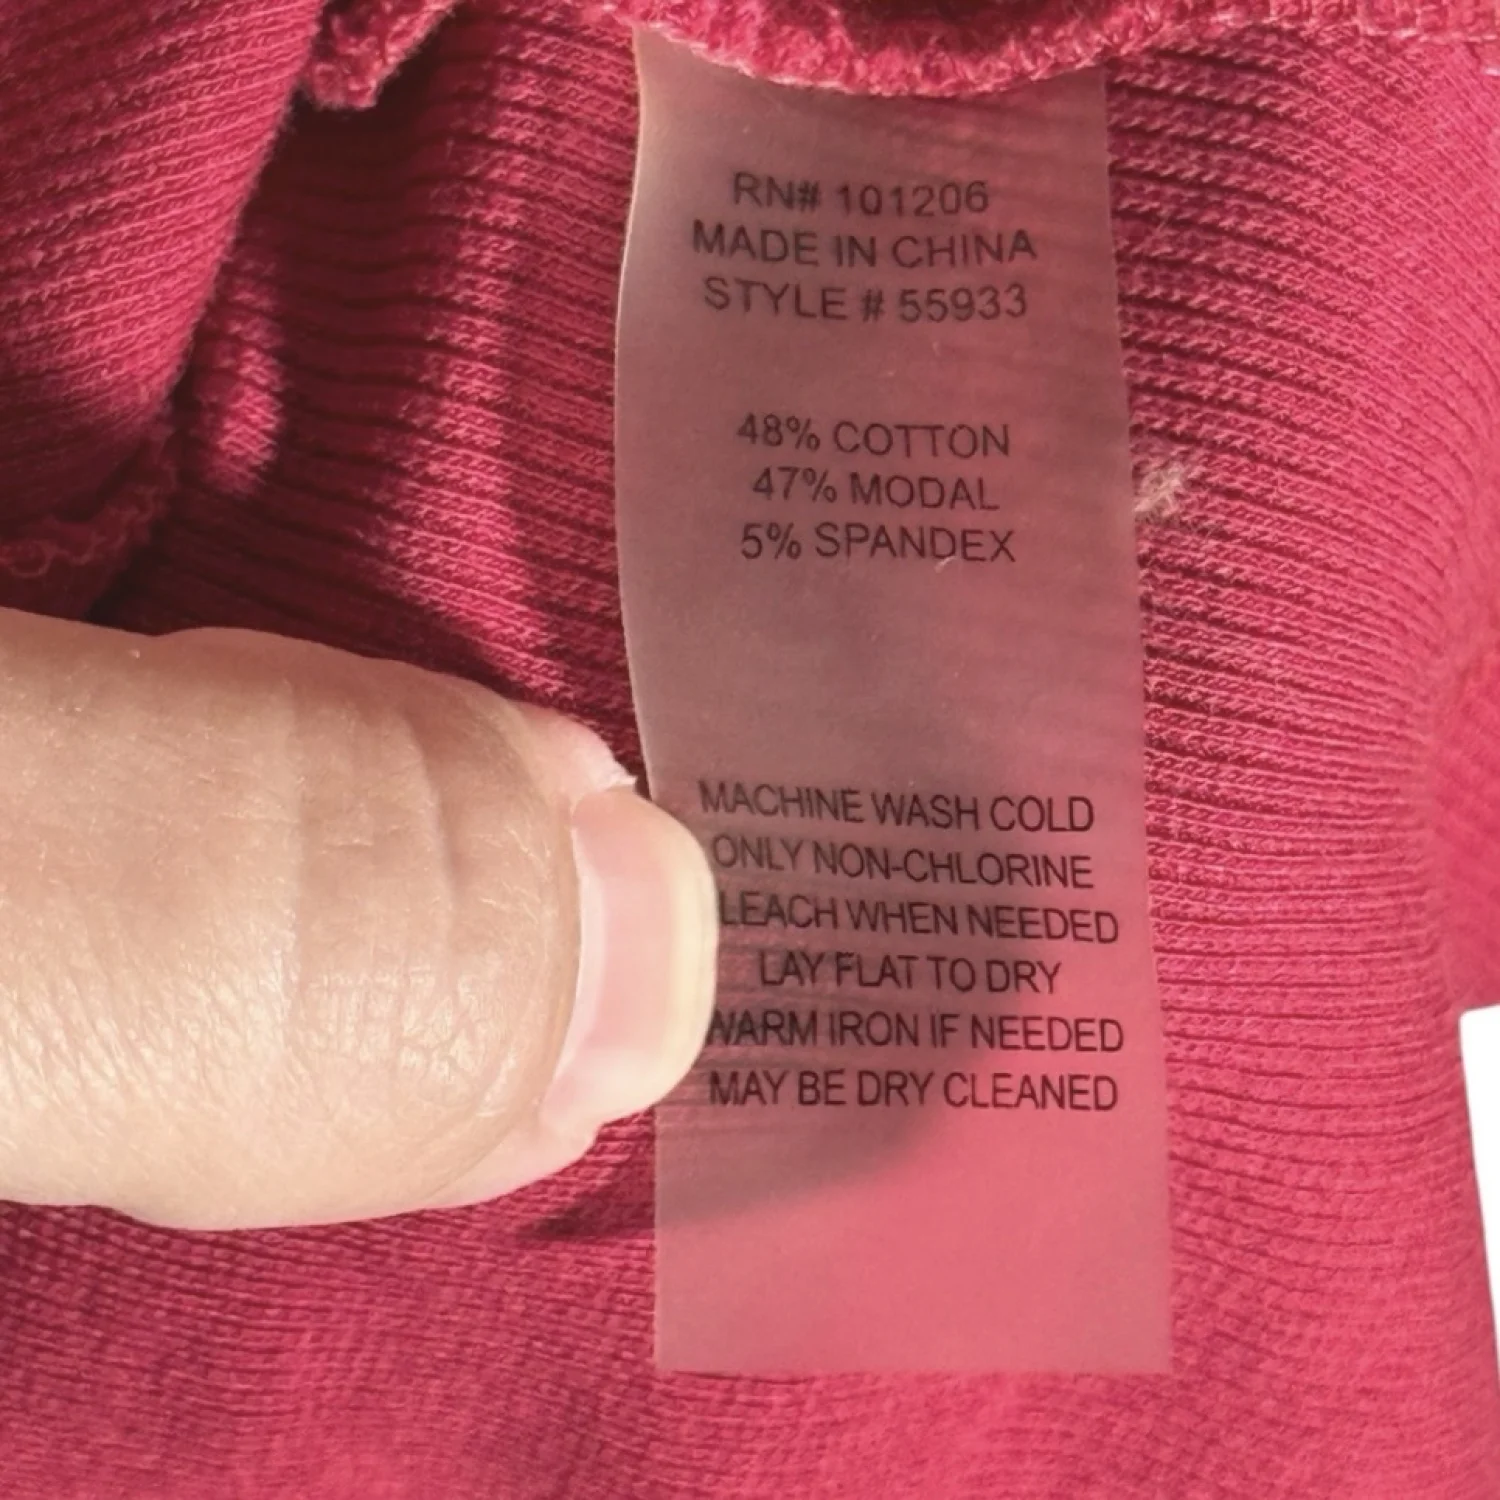 RN# 101206
MADE IN CHINA
STYLE # 55933
48% COTTON
47% MODAL
5% SPANDEX
MACHINE WASH COLD
ONLY NON-CHLORINE
LEACH WHEN NEEDED
LAY FLAT TO DRY
WARM IRON IF NEEDED
MAY BE DRY CLEANED